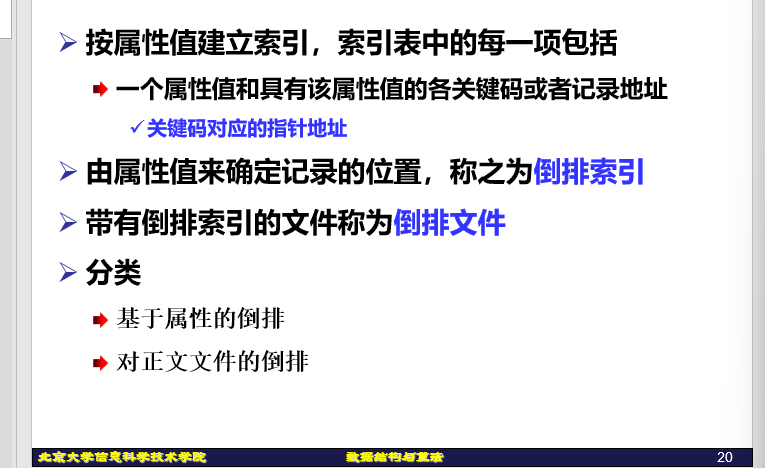 按属性值建立索引，索引表中的每一项包括
一个属性值和具有该属性值的各关键码或者记录地址
关键码对应的指针地址
由属性值来确定记录的位置，称之为倒排索引
带有倒排索引的文件称为倒排文件
分类
基于属性的倒排
对正文文件的倒排
北京大学信息科学技术学院 数据结构与算法 20